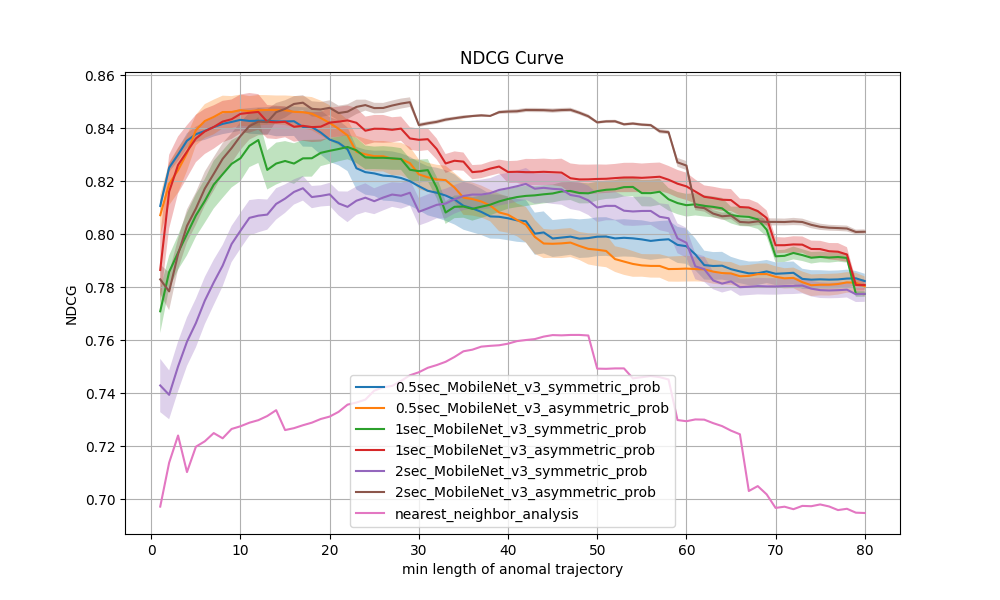 NDCG Curve
0.86
0.84
0.82
0.80
0.78
0.76
0.74
0.72
0.70
NDCG
0.5sec_MobileNet_v3_symmetric_prob
0.5sec_MobileNet_v3_asymmetric_prob
1sec_MobileNet_v3_symmetric_prob
1sec_MobileNet_v3_asymmetric_prob
2sec_MobileNet_v3_symmetric_prob
2sec_MobileNet_v3_asymmetric_prob
nearest_neighbor_analysis
0 10 20 30 40 50 60 70 80
min length of anomal trajectory